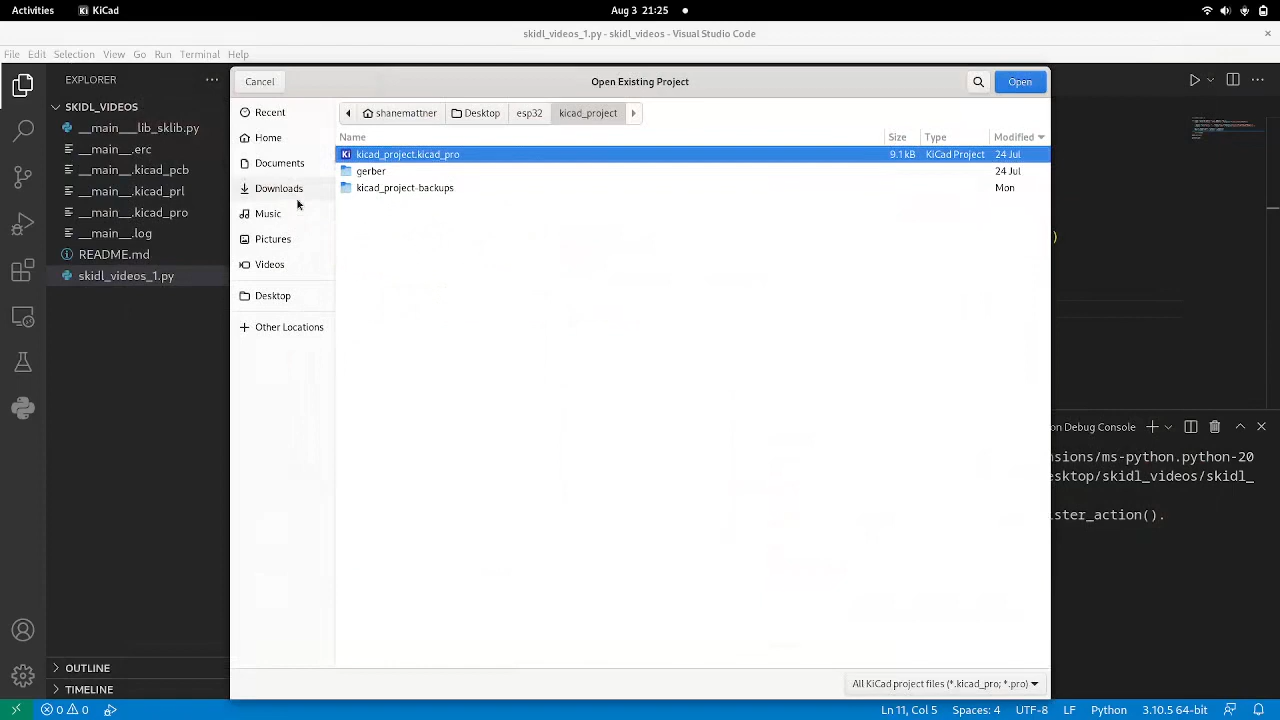 Activities KiCad Aug 3 21:25
skidl_videos_1.py - skidl_videos - Visual Studio Code
File Edit Selection View Go Run Terminal Help
EXPLORER
SKIDL_VIDEOS
__main___lib_sklib.py
__main__.erc
__main__.kicad_pcb
__main__.kicad_prl
__main__.kicad_pro
__main__.log
README.md
skidl_videos_1.py
OUTLINE
TIMELINE
Cancel Open Existing Project Open
Recent
Home
Documents
Downloads
Music
Pictures
Videos
Desktop
Other Locations
shanemattner Desktop esp32 kicad_project
Name Size Type Modified
Ki kicad_project.kicad_pro 9.1 kB KiCad Project 24 Jul
gerber 24 Jul
kicad_project-backups Mon
All KiCad project files (*.kicad_pro; *.pro)
)
on Debug Console
nsions/ms-python.python-20
esktop/skidl_videos/skidl_
ister_action().
0 0 Ln 11, Col 5 Spaces: 4 UTF-8 LF Python 3.10.5 64-bit